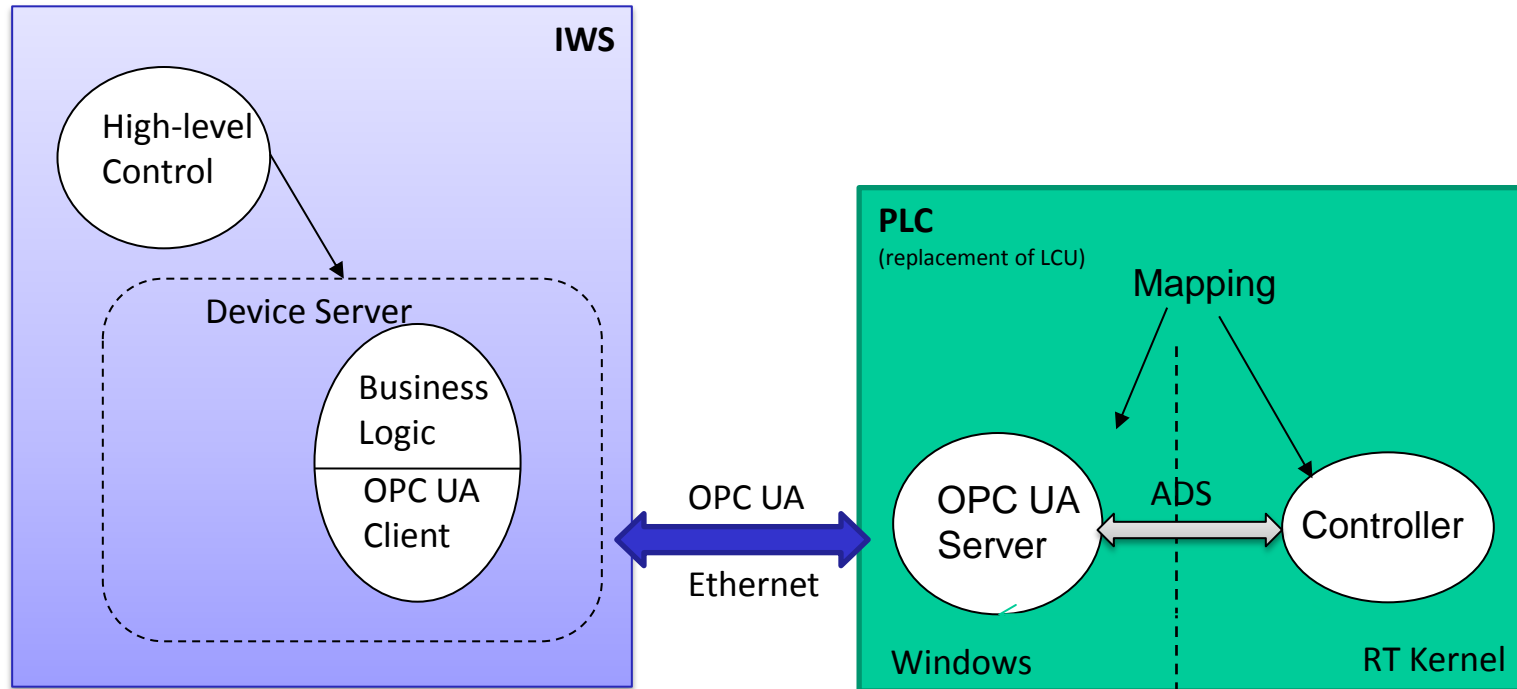 IWS
High-level
Control
Device Server
Business
Logic
OPC UA
Client
OPC UA
Ethernet
PLC
(replacement of LCU)
Mapping
OPC UA
Server
ADS
Controller
Windows
RT Kernel